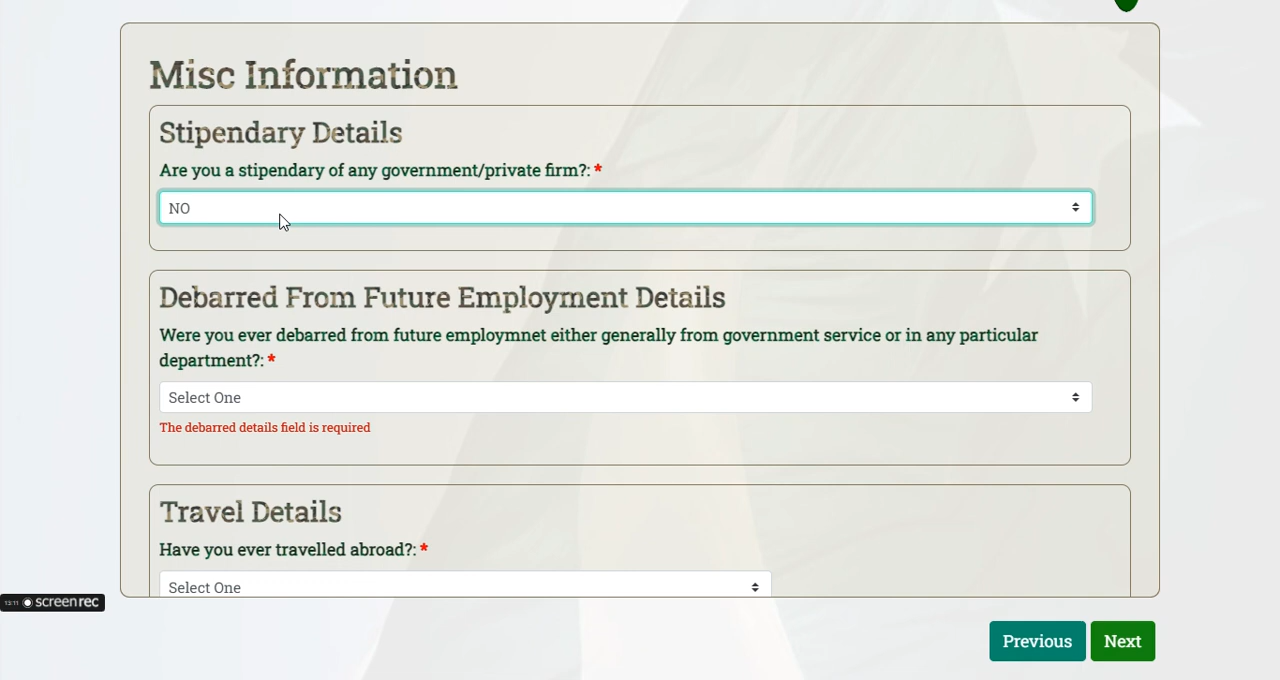 Misc Information
Stipendary Details
Are you a stipendary of any government/private firm?: *
NO
Debarred From Future Employment Details
Were you ever debarred from future employmnet either generally from government service or in any particular
department?: *
Select One
The debarred details field is required
Travel Details
Have you ever travelled abroad?: *
Select One
13:11 screenrec
Previous Next